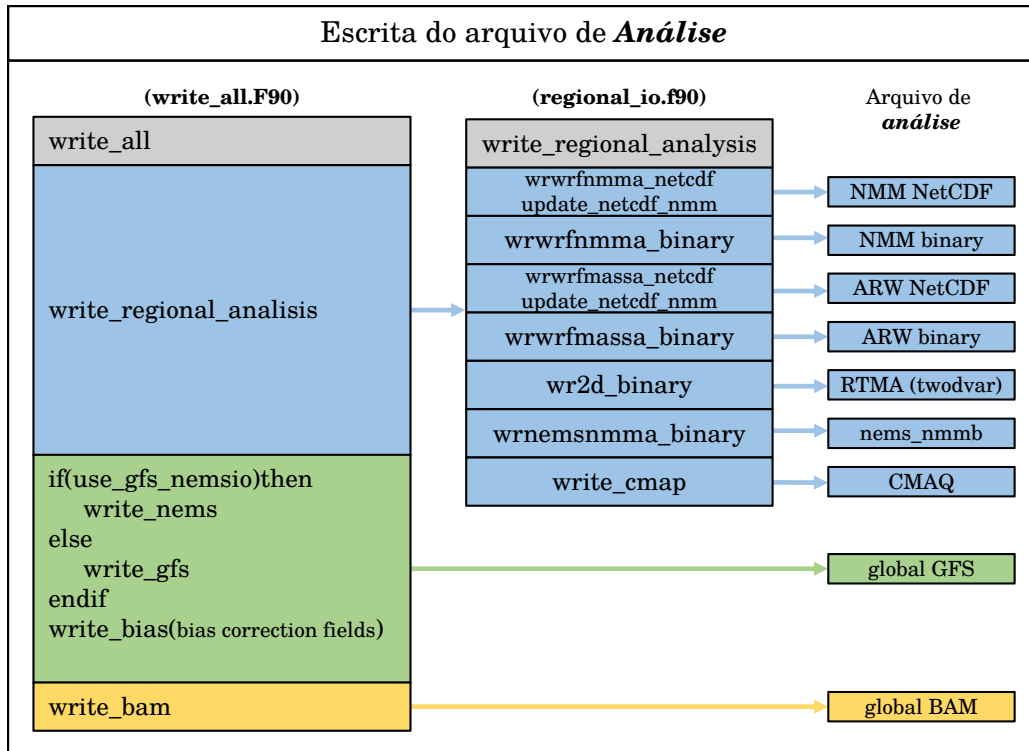 Escrita do arquivo de Análise
(write_all.F90)
write_all
write_regional_analisis
if(use_gfs_nemsio)then
write_nems
else
write_gfs
endif
write_bias(bias correction fields)
write_bam
(regional_io.f90)
write_regional_analysis
wrwrfnmma_netcdf
update_netcdf_nmm
wrwrfnmma_binary
wrwrfmassa_netcdf
update_netcdf_nmm
wrwrfmassa_binary
wr2d_binary
wrnemsnmma_binary
write_cmap
Arquivo de
análise
NMM NetCDF
NMM binary
ARW NetCDF
ARW binary
RTMA (twodvar)
nems_nmmb
CMAQ
global GFS
global BAM